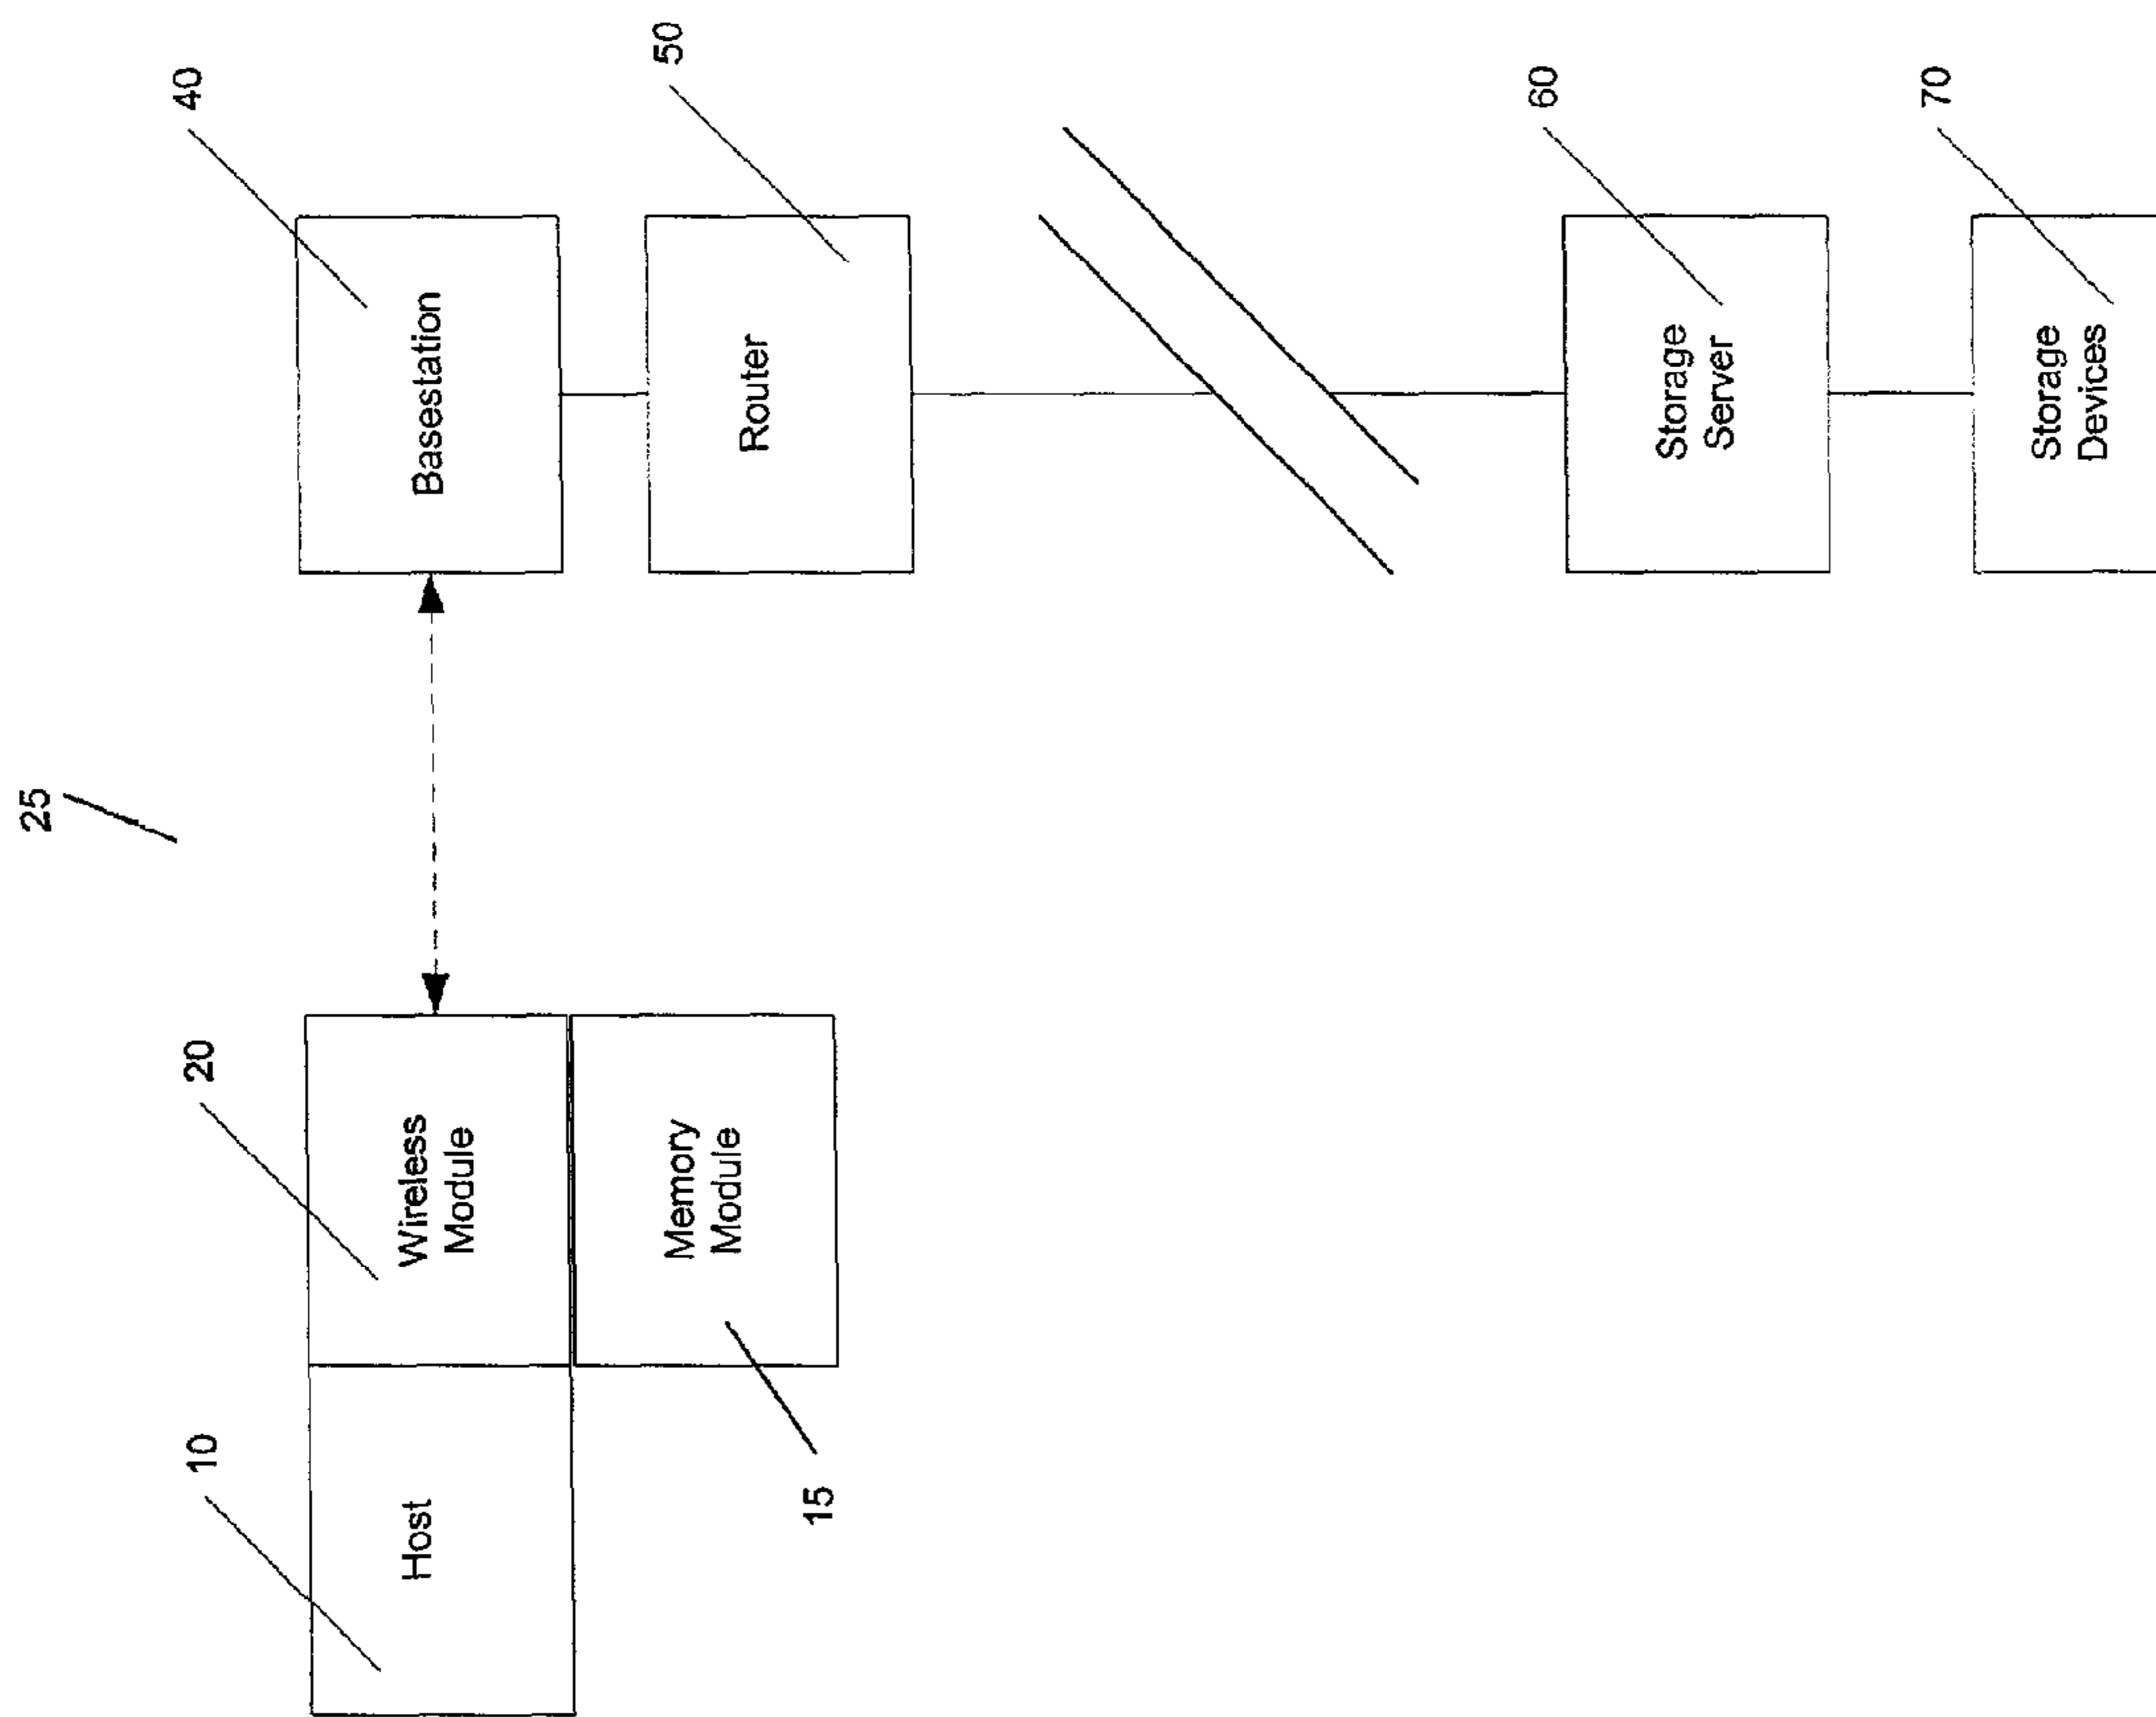 10
Host
15
20
Wireless
Module
Memory
Module
25
40
Basestation
50
Router
60
Storage
Server
70
Storage
Devices